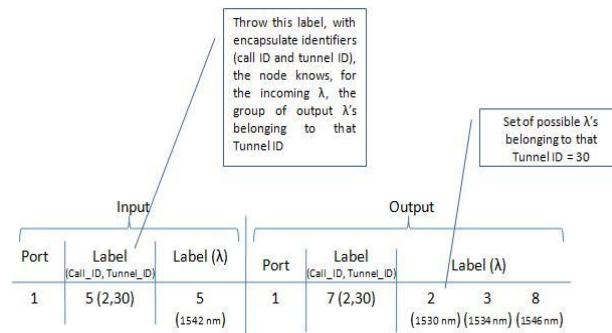 Throw this label, with
encapsulate identifiers
(call ID and tunnel ID),
the node knows, for
the incoming λ, the
group of output λ's
belonging to that
Tunnel ID
Set of possible λ's
belonging to that
Tunnel ID = 30
Input
Output
Port
Label
(Call_ID, Tunnel_ID)
Label (λ)
Port
Label
(Call_ID, Tunnel_ID)
Label (λ)
1
5 (2,30)
5
(1542 nm)
1
7 (2,30)
2
3
8
(1530 nm)
(1534 nm)
(1546 nm)